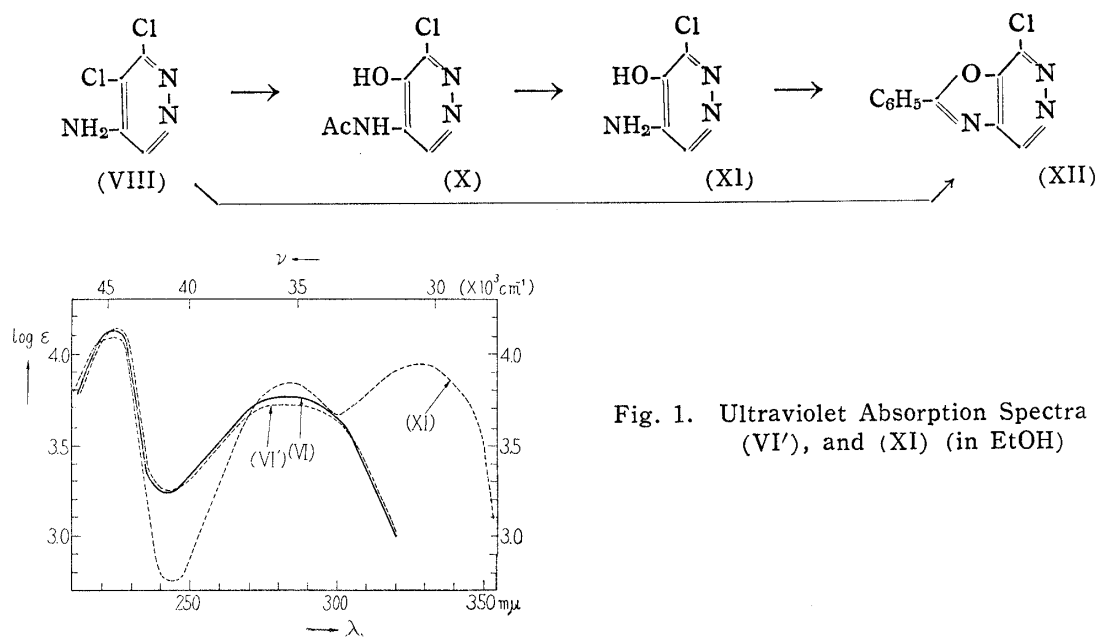 Cl
Cl
N
N
NH₂
(VIII)
Cl
HO
N
N
AcNH
(X)
Cl
HO
N
N
NH₂
(XI)
Cl
O
N
N
C₆H₅
N
(XII)
ν ←
45 40 35 30 (×10³cm⁻¹)
log ε
4.0
3.5
3.0
4.0
3.5
3.0
(VI')
(VI)
(XI)
250 300 350 mμ
→ λ.
Fig. 1. Ultraviolet Absorption Spectra
(VI'), and (XI) (in EtOH)